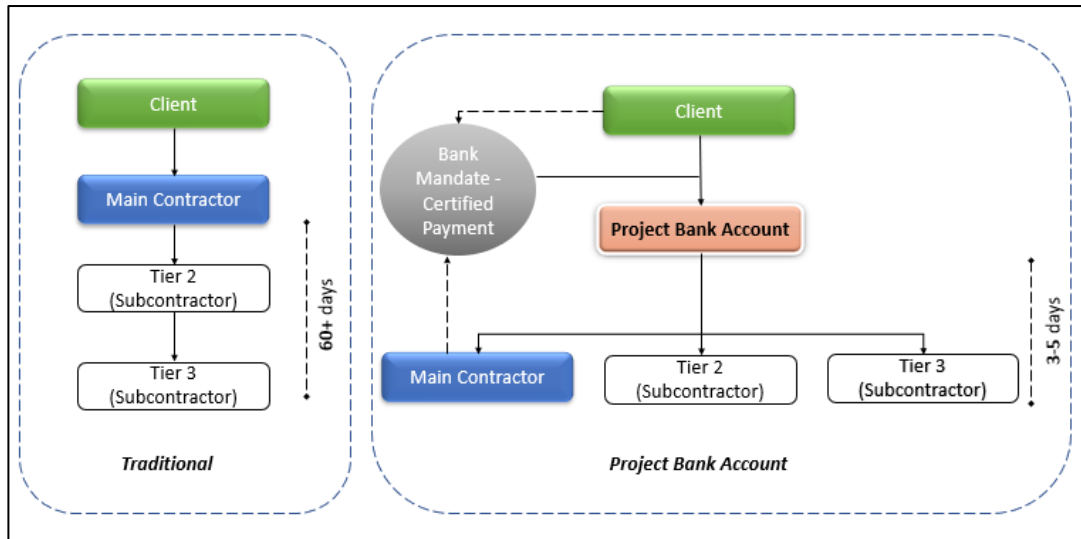 Client
Main Contractor
Tier 2
(Subcontractor)
Tier 3
(Subcontractor)
60+ days
Traditional
Client
Bank
Mandate -
Certified
Payment
Project Bank Account
Main Contractor
Tier 2
(Subcontractor)
Tier 3
(Subcontractor)
3-5 days
Project Bank Account